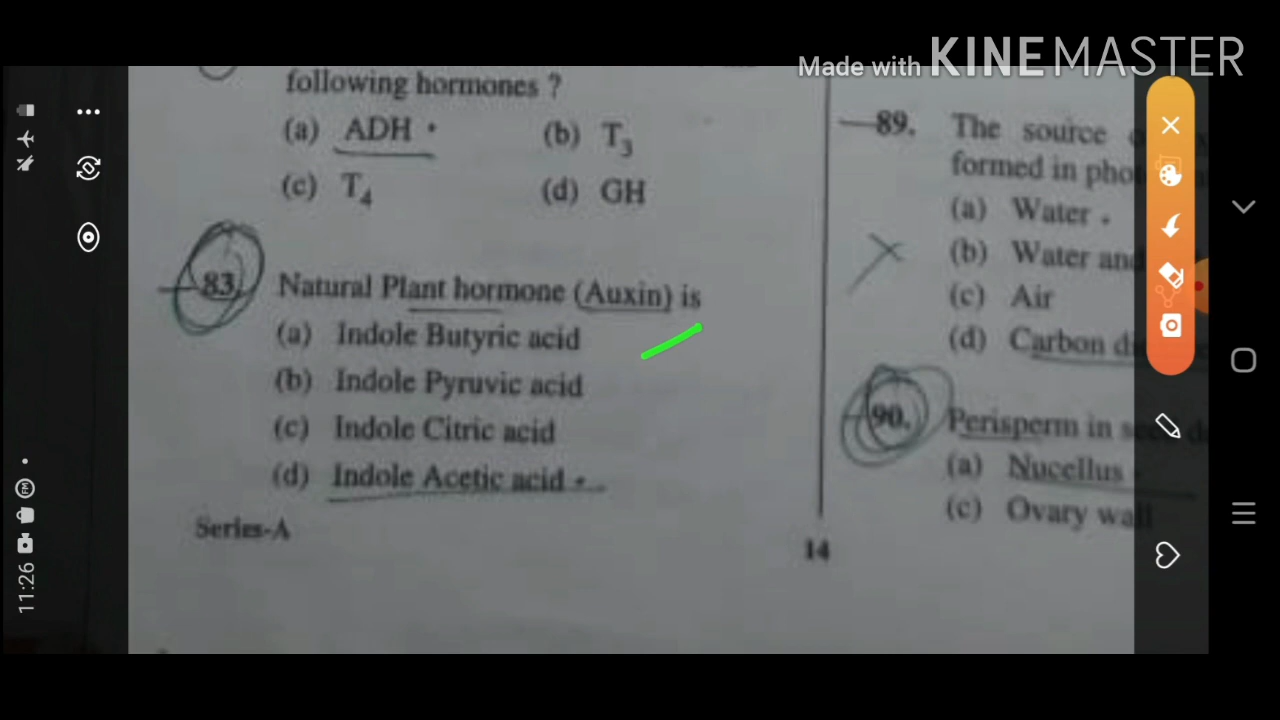 Made with KINEMASTER
following hormones ?
(a) ADH
(b) T3
(c) T4
(d) GH
83. Natural Plant hormone (Auxin) is
(a) Indole Butyric acid
(b) Indole Pyruvic acid
(c) Indole Citric acid
(d) Indole Acetic acid
Series-A
14
89. The source
formed in
(a) Water
(b) Water and
(c) Air
(d) Carbon
90. Perisperm in
(a) Nucellus
(c) Ovary wall
11:26
FM